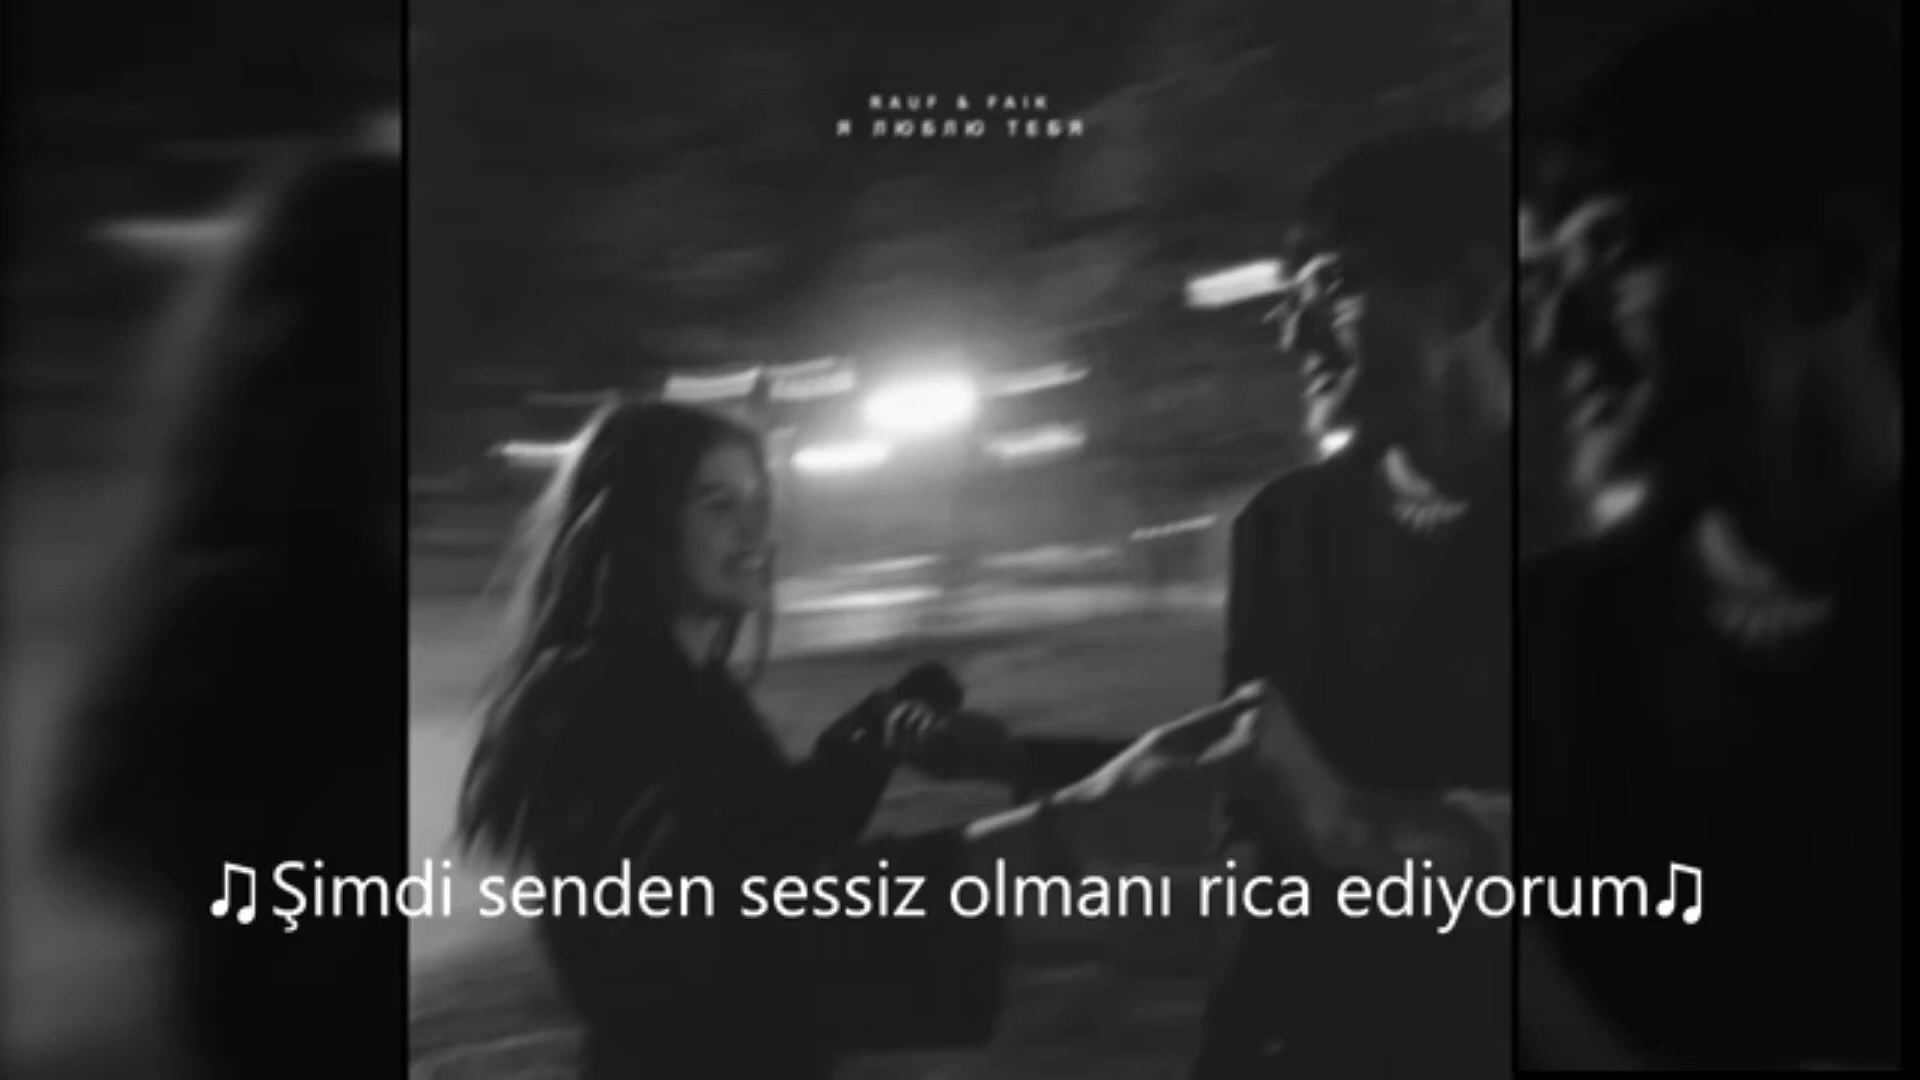 RAUF & FAIK
Я ЛЮБЛЮ ТЕБЯ
♫Şimdi senden sessiz olmanı rica ediyorum♫